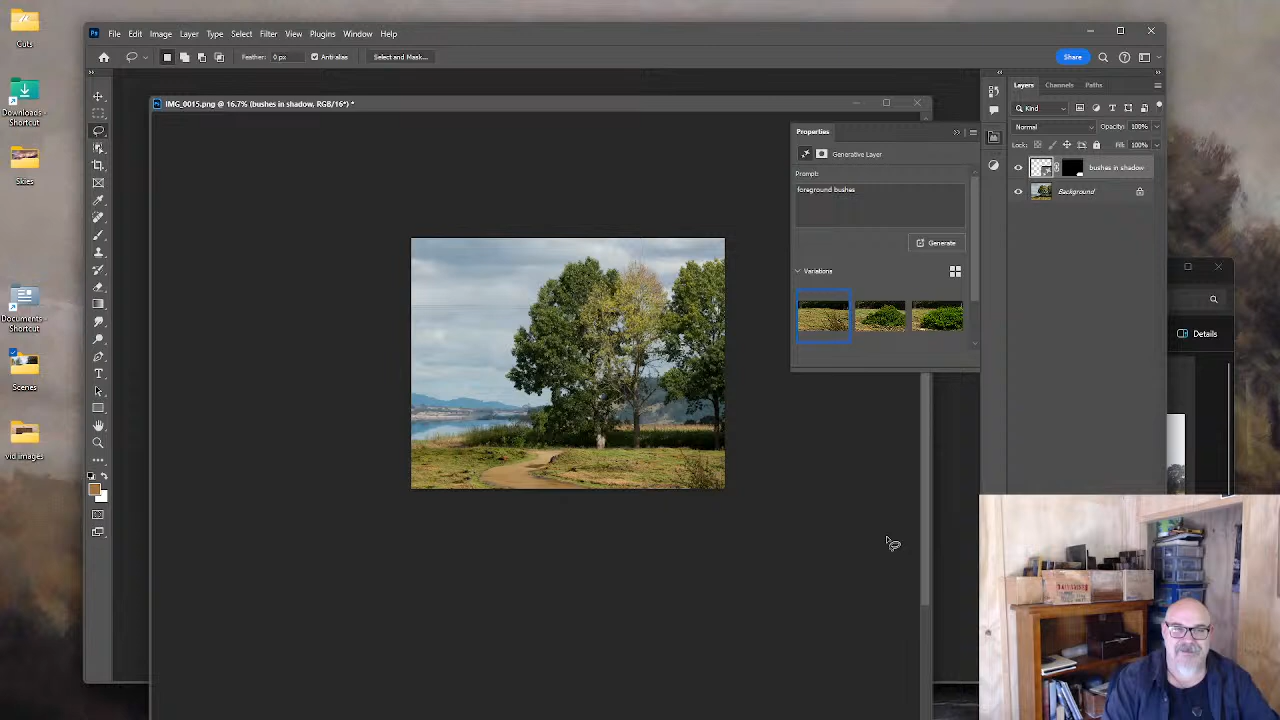 Cuts
Downloads - Shortcut
Skies
Documents - Shortcut
Scenes
vid images
Ps
File Edit Image Layer Type Select Filter View Plugins Window Help
Feather: 0 px Anti-alias Select and Mask...
Share
IMG_0015.png @ 16.7% (bushes in shadow, RGB/16*) *
Properties
Generative Layer
Prompt:
foreground bushes
Generate
Variations
Layers Channels Paths
Kind
Normal Opacity: 100%
Lock: Fill: 100%
bushes in shadow
Background
Details